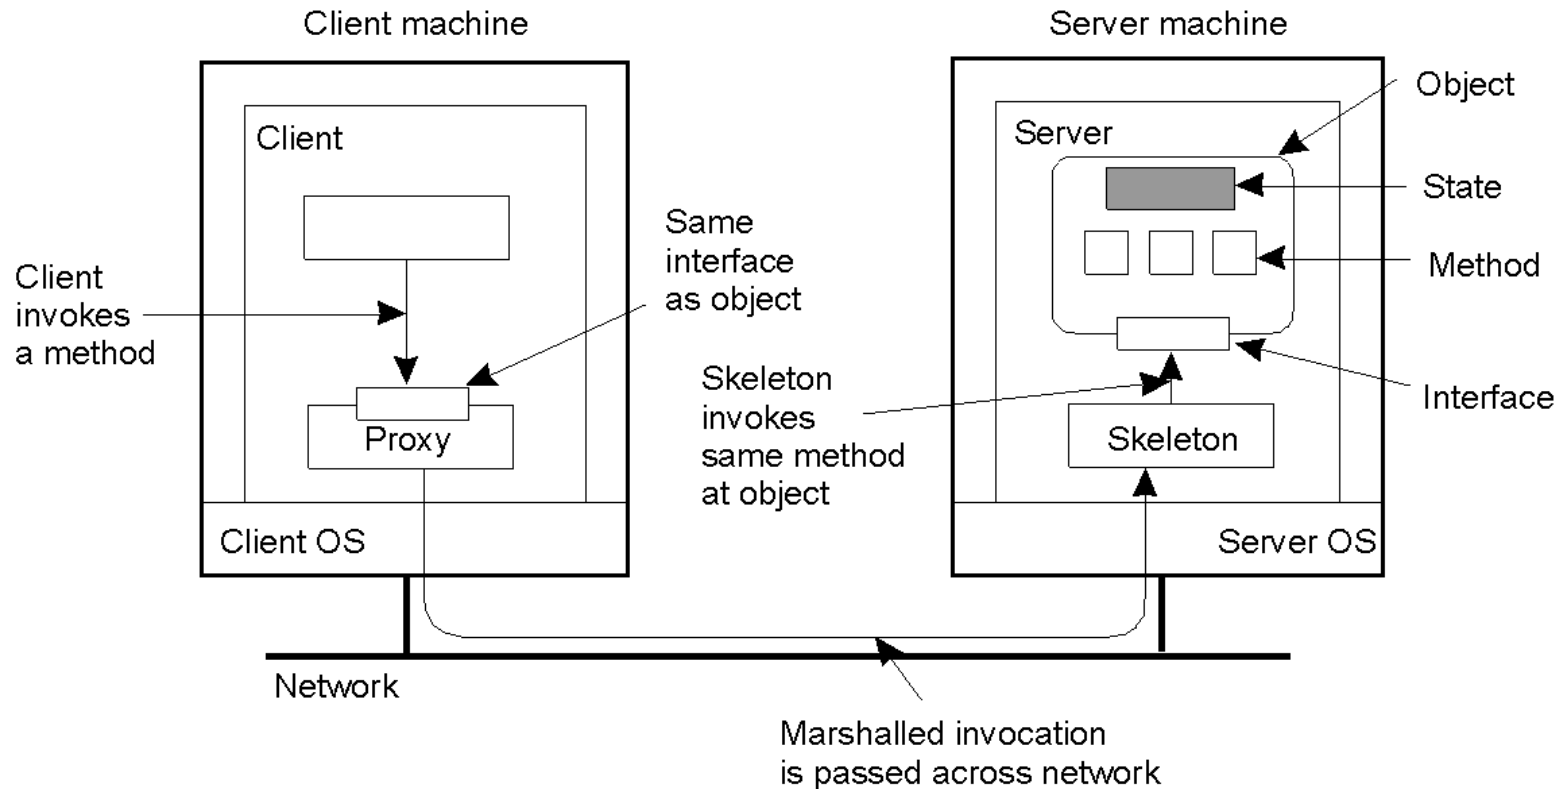 Client machine
Server machine
Object
Client
Server
State
Same
interface
as object
Method
Client
invokes
a method
Skeleton
invokes
same method
at object
Interface
Proxy
Skeleton
Client OS
Server OS
Network
Marshalled invocation
is passed across network